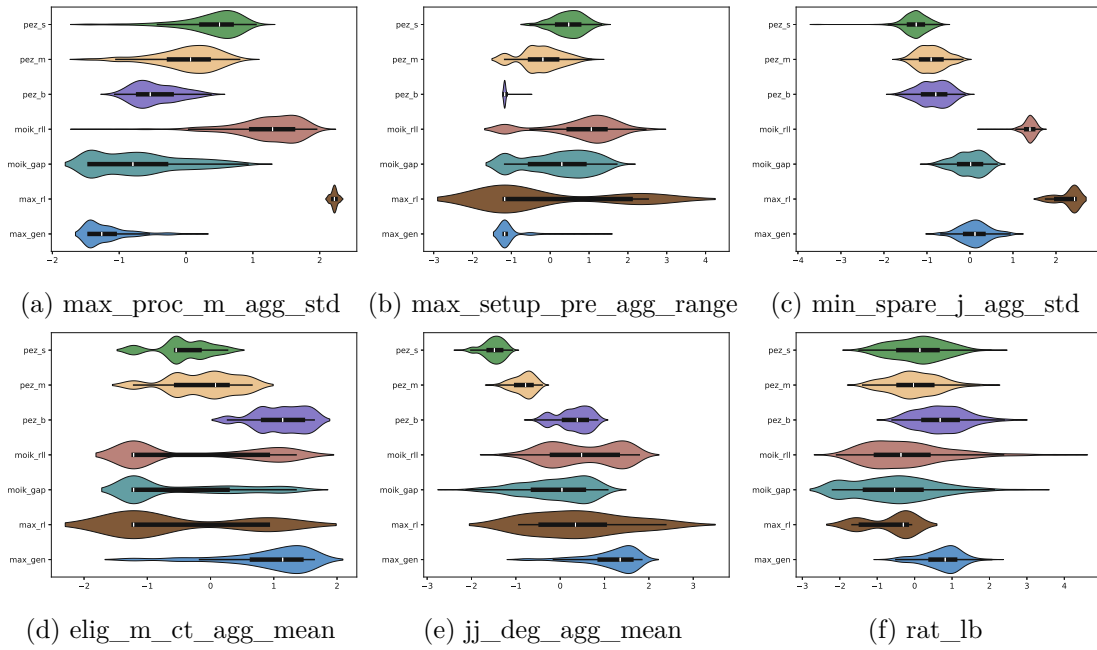 pez_s
pez_m
pez_b
moik_rll
moik_gap
max_rl
max_gen
−2 −1 0 1 2
(a) max_proc_m_agg_std
pez_s
pez_m
pez_b
moik_rll
moik_gap
max_rl
max_gen
−3 −2 −1 0 1 2 3 4
(b) max_setup_pre_agg_range
pez_s
pez_m
pez_b
moik_rll
moik_gap
max_rl
max_gen
−4 −3 −2 −1 0 1 2
(c) min_spare_j_agg_std
pez_s
pez_m
pez_b
moik_rll
moik_gap
max_rl
max_gen
−2 −1 0 1 2
(d) elig_m_ct_agg_mean
pez_s
pez_m
pez_b
moik_rll
moik_gap
max_rl
max_gen
−3 −2 −1 0 1 2 3
(e) jj_deg_agg_mean
pez_s
pez_m
pez_b
moik_rll
moik_gap
max_rl
max_gen
−3 −2 −1 0 1 2 3 4
(f) rat_lb